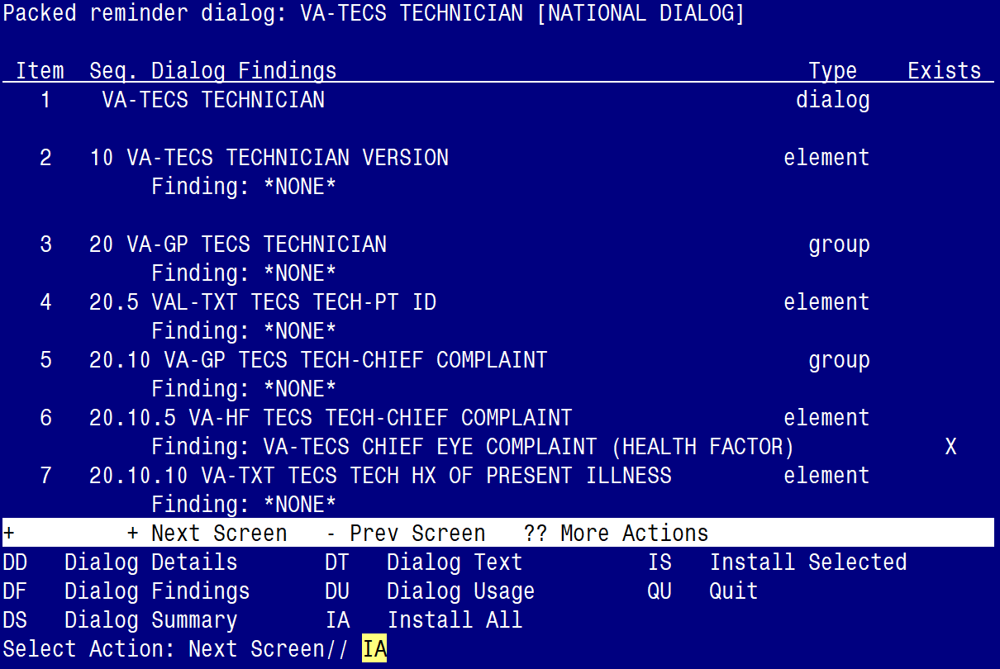 Packed reminder dialog: VA-TECS TECHNICIAN [NATIONAL DIALOG]
Item Seq. Dialog Findings Type Exists
1 VA-TECS TECHNICIAN dialog
2 10 VA-TECS TECHNICIAN VERSION element
Finding: *NONE*
3 20 VA-GP TECS TECHNICIAN group
Finding: *NONE*
4 20.5 VAL-TXT TECS TECH-PT ID element
Finding: *NONE*
5 20.10 VA-GP TECS TECH-CHIEF COMPLAINT group
Finding: *NONE*
6 20.10.5 VA-HF TECS TECH-CHIEF COMPLAINT element
Finding: VA-TECS CHIEF EYE COMPLAINT (HEALTH FACTOR) X
7 20.10.10 VA-TXT TECS TECH HX OF PRESENT ILLNESS element
Finding: *NONE*
+ + Next Screen - Prev Screen ?? More Actions
DD Dialog Details DT Dialog Text IS Install Selected
DF Dialog Findings DU Dialog Usage QU Quit
DS Dialog Summary IA Install All
Select Action: Next Screen// IA